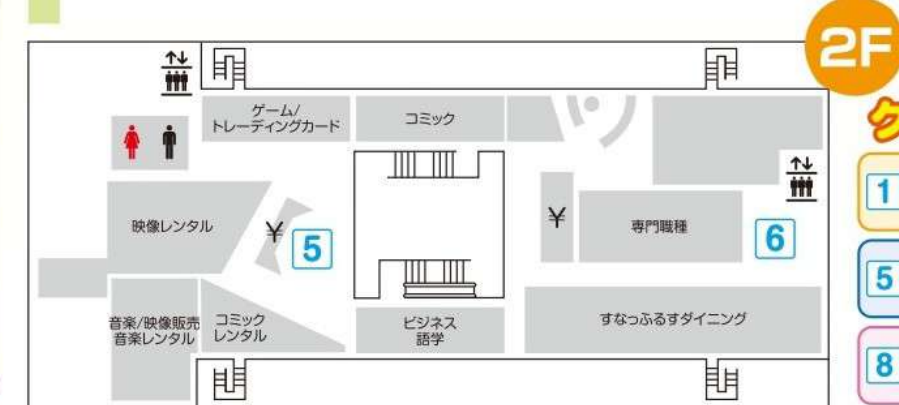 2F
ゲーム/
トレーディングカード
コミック
映像レンタル
¥
5
¥
専門職種
6
音楽/映像販売
音楽レンタル
コミック
レンタル
ビジネス
語学
すなっふるすダイニング
ク
1
5
8